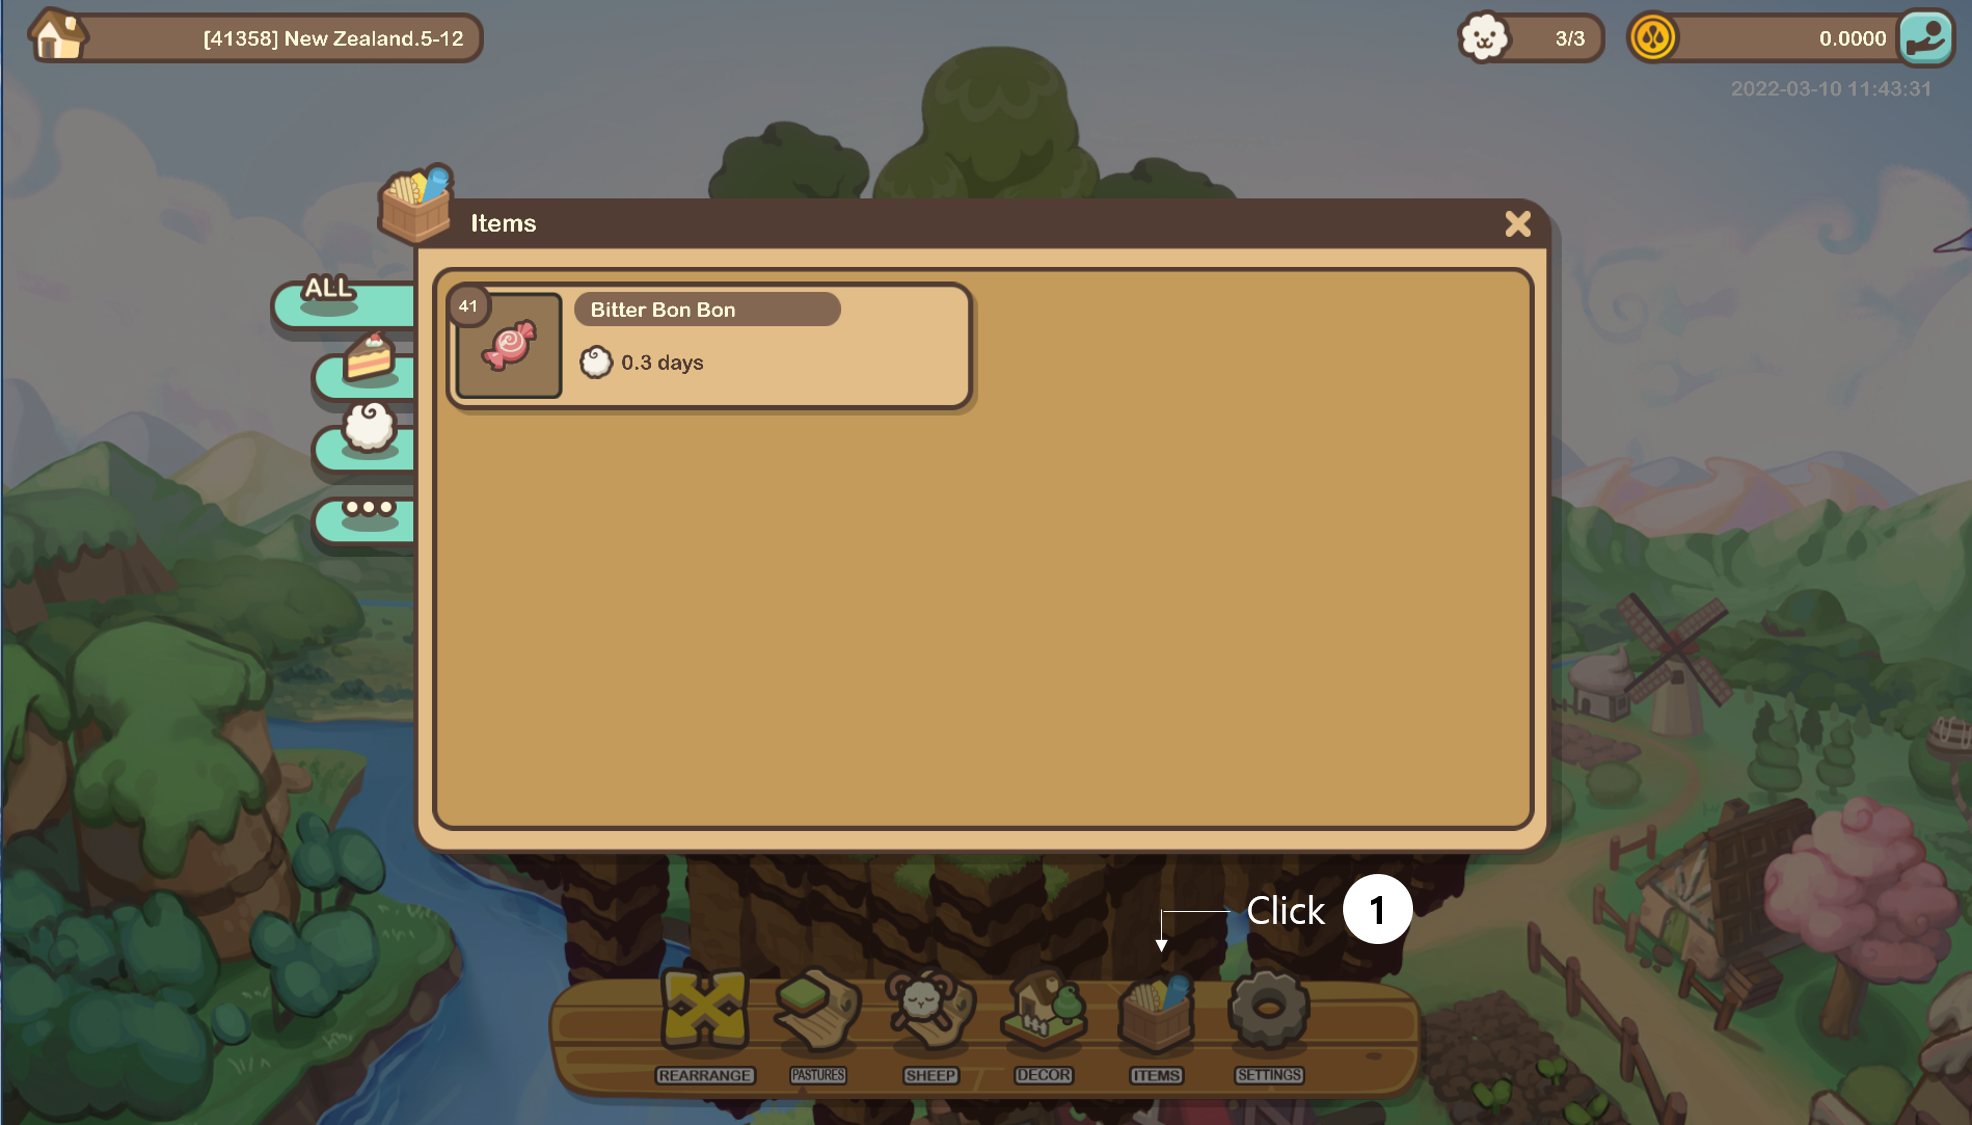 [41358] New Zealand.5-12
3/3
0.0000
2022-03-10 11:43:31
Items
ALL
41
Bitter Bon Bon
0.3 days
Click 1
REARRANGE
PASTURES
SHEEP
DECOR
ITEMS
SETTINGS